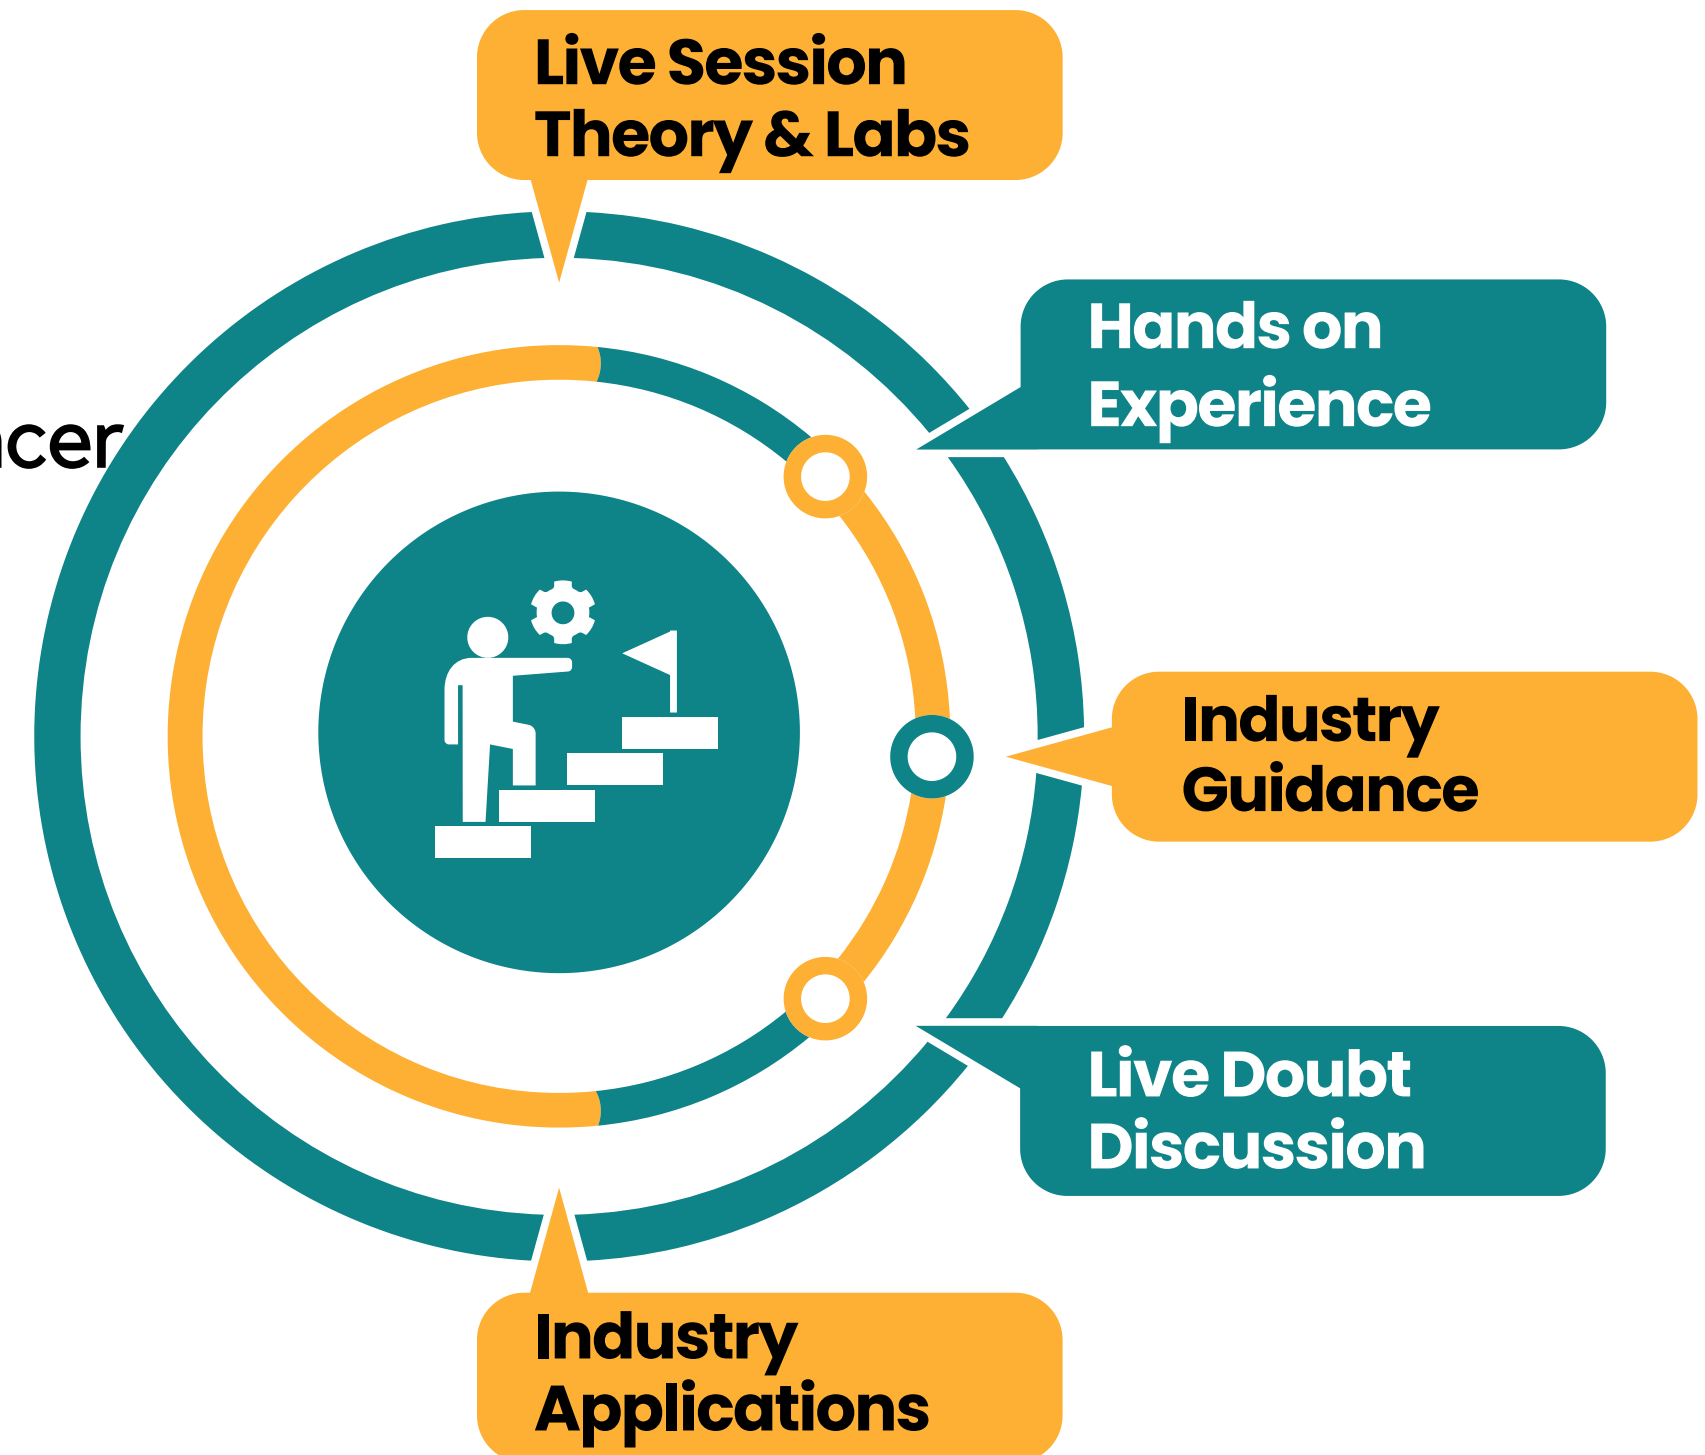 Live Session
Theory & Labs
Hands on
Experience
Industry
Guidance
Live Doubt
Discussion
Industry
Applications